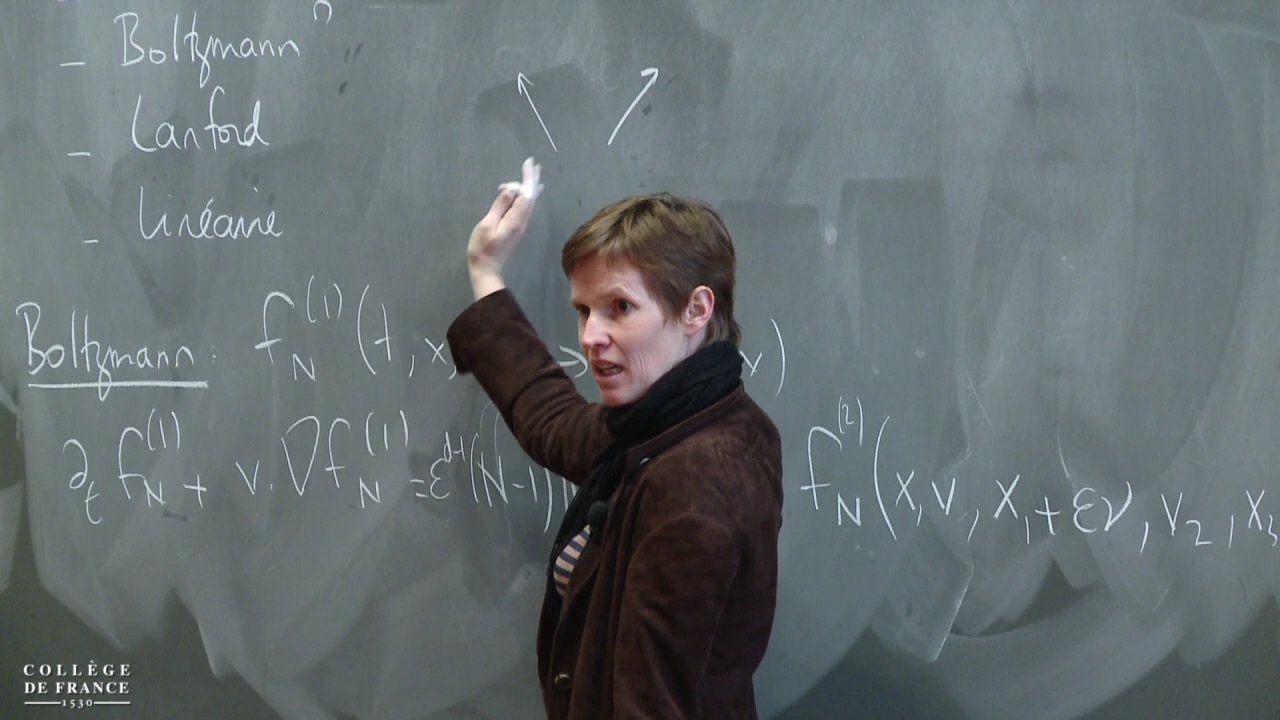 - Boltzmann
- Lanford
- Linéaire
Boltzmann : f_N^{(1)} (t, x, → v)
∂_t f_N^{(1)} + v. ∇f_N^{(1)} = ε^{d-1} (N-1) f_N^{(2)} (x, v, x_1 + εν, v_2, x_3
COLLÈGE
DE FRANCE
1530